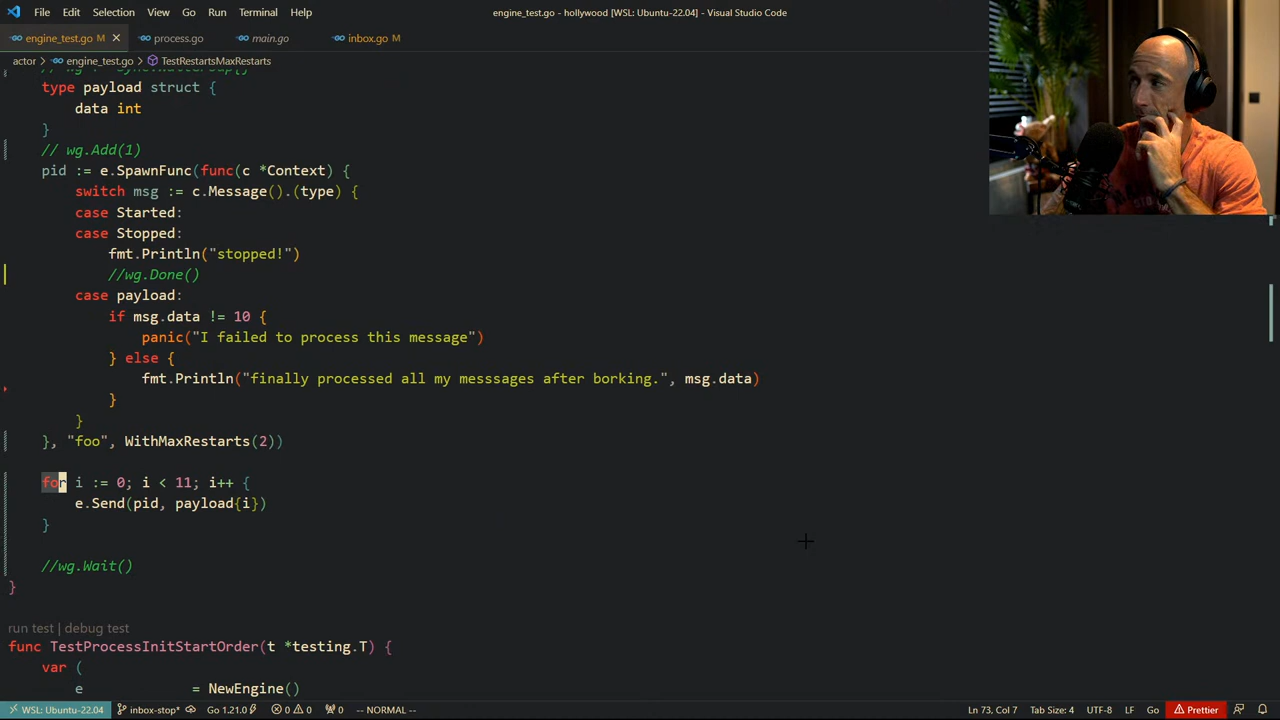 File Edit Selection View Go Run Terminal Help engine_test.go - hollywood [WSL: Ubuntu-22.04] - Visual Studio Code
engine_test.go M process.go main.go inbox.go M
actor > engine_test.go > TestRestartsMaxRestarts
type payload struct {
data int
}
// wg.Add(1)
pid := e.SpawnFunc(func(c *Context) {
switch msg := c.Message().(type) {
case Started:
case Stopped:
fmt.Println("stopped!")
//wg.Done()
case payload:
if msg.data != 10 {
panic("I failed to process this message")
} else {
fmt.Println("finally processed all my messsages after borking.", msg.data)
}
}
}, "foo", WithMaxRestarts(2))
for i := 0; i < 11; i++ {
e.Send(pid, payload{i})
}
//wg.Wait()
}
run test | debug test
func TestProcessInitStartOrder(t *testing.T) {
var (
e = NewEngine()
WSL: Ubuntu-22.04 inbox-stop* Go 1.21.0 0 0 0 -- NORMAL -- Ln 73, Col 7 Tab Size: 4 UTF-8 LF Go Prettier